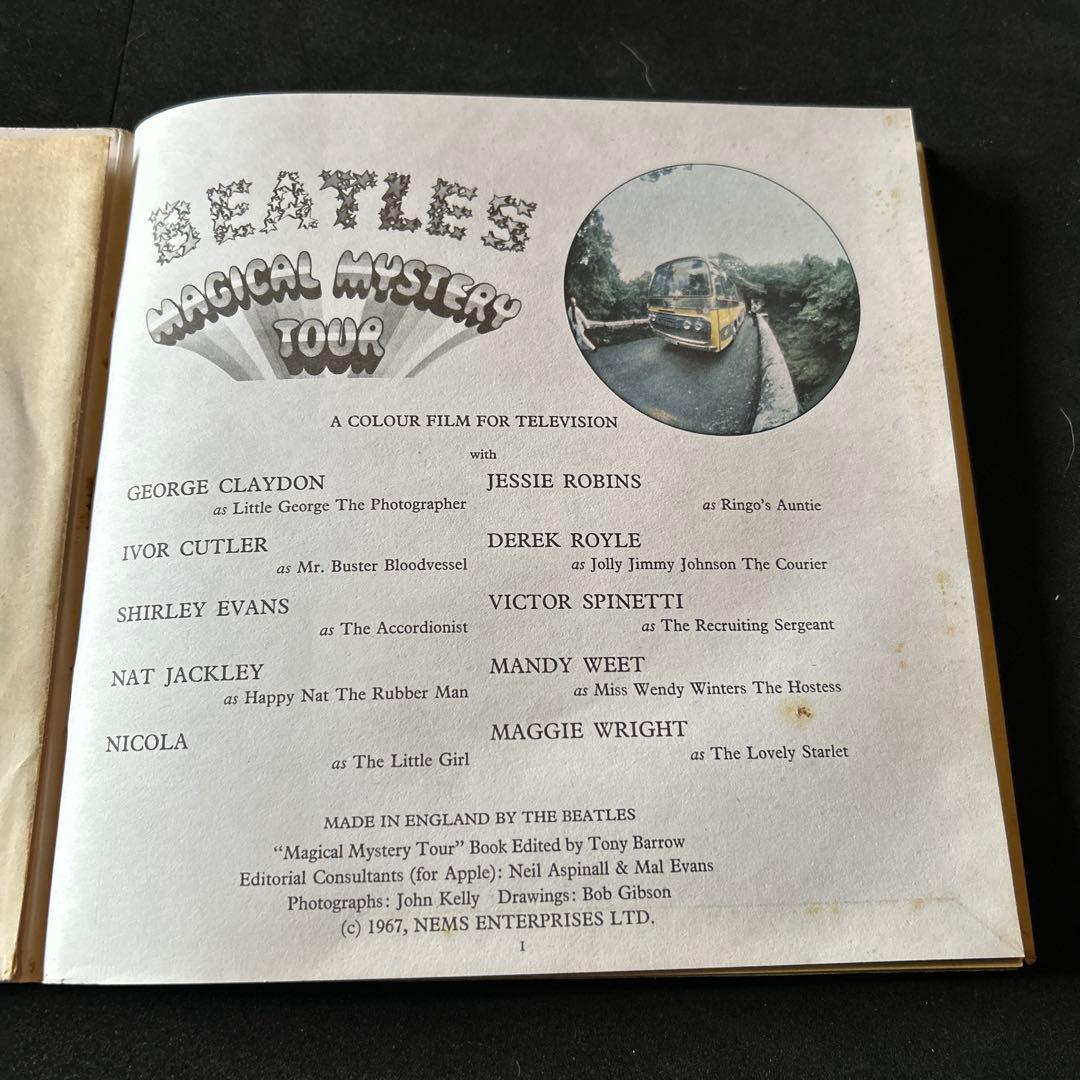 BEATLES
MAGICAL MYSTERY
TOUR
A COLOUR FILM FOR TELEVISION
with
GEORGE CLAYDON
as Little George The Photographer
IVOR CUTLER
as Mr. Buster Bloodvessel
SHIRLEY EVANS
as The Accordionist
NAT JACKLEY
as Happy Nat The Rubber Man
NICOLA
as The Little Girl
JESSIE ROBINS
as Ringo's Auntie
DEREK ROYLE
as Jolly Jimmy Johnson The Courier
VICTOR SPINETTI
as The Recruiting Sergeant
MANDY WEET
as Miss Wendy Winters The Hostess
MAGGIE WRIGHT
as The Lovely Starlet
MADE IN ENGLAND BY THE BEATLES
“Magical Mystery Tour” Book Edited by Tony Barrow
Editorial Consultants (for Apple): Neil Aspinall & Mal Evans
Photographs: John Kelly Drawings: Bob Gibson
(c) 1967, NEMS ENTERPRISES LTD.
1